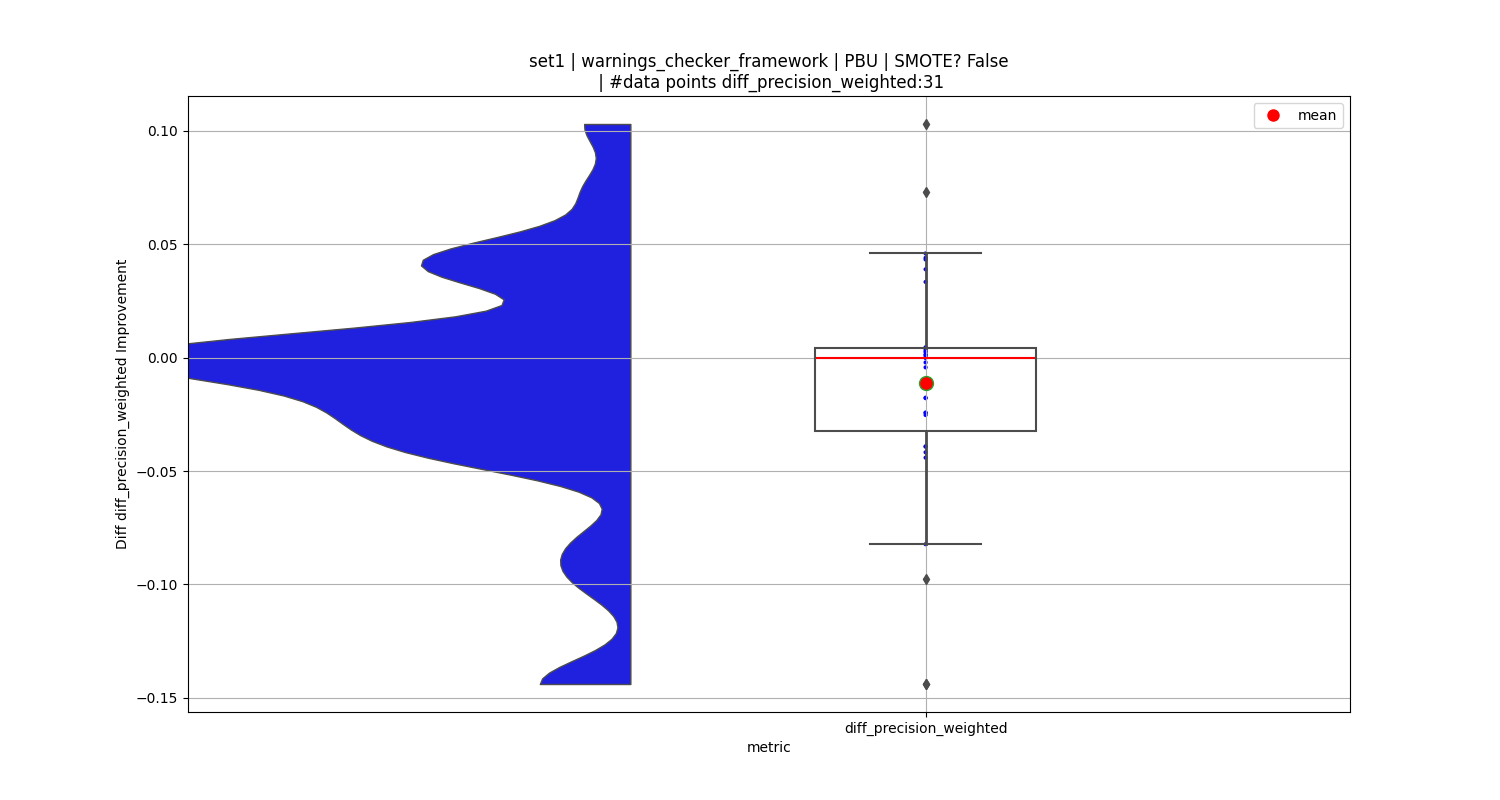 set1 | warnings_checker_framework | PBU | SMOTE? False
| #data points diff_precision_weighted:31
mean
0.10
0.05
0.00
−0.05
−0.10
−0.15
Diff diff_precision_weighted Improvement
diff_precision_weighted
metric